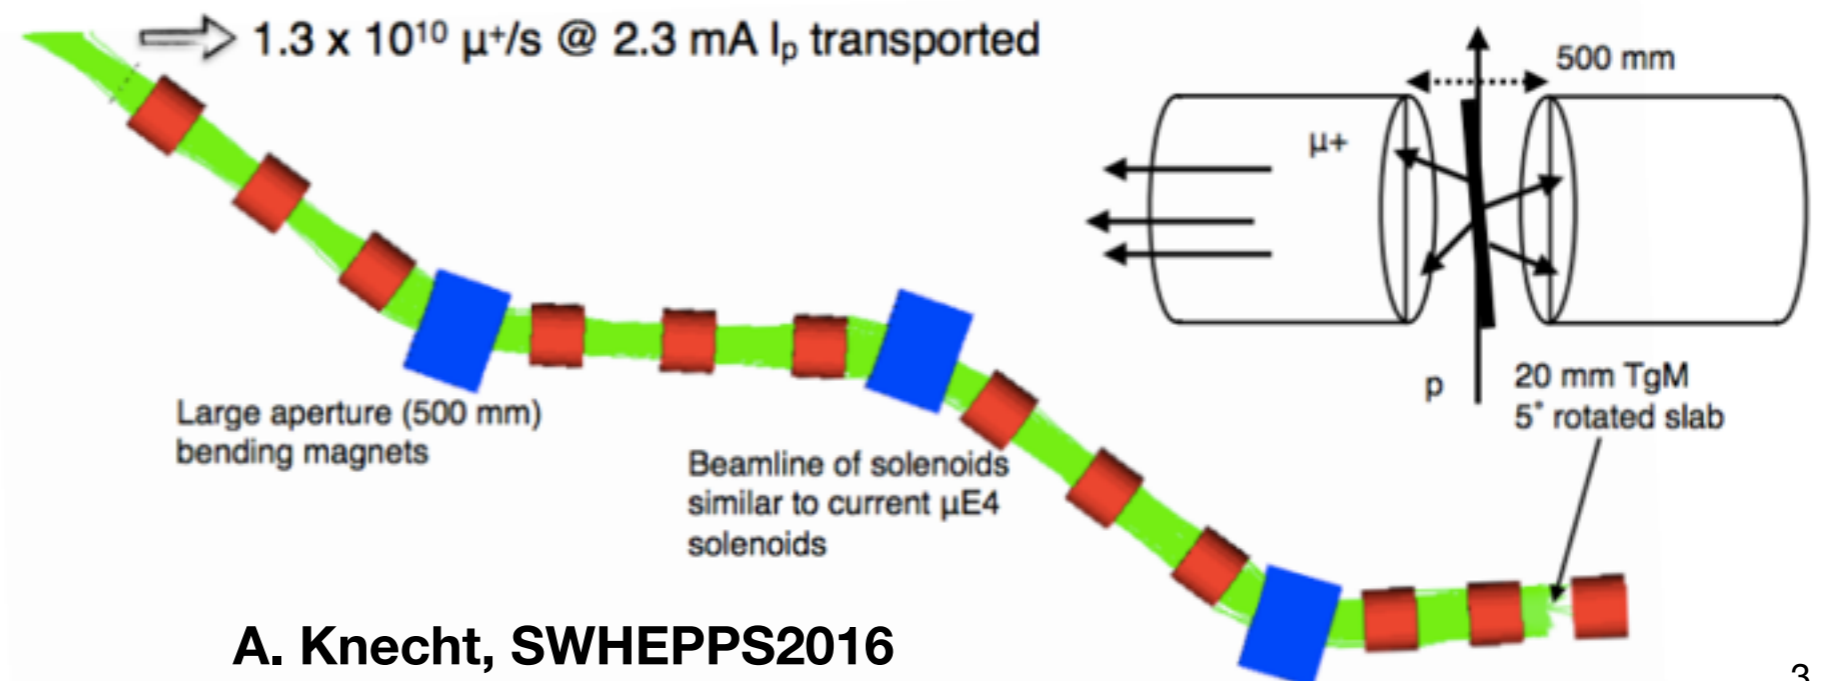 1.3 x 10¹⁰ μ⁺/s @ 2.3 mA Iₚ transported
500 mm
μ+
p
20 mm TgM
5° rotated slab
Large aperture (500 mm)
bending magnets
Beamline of solenoids
similar to current μE4
solenoids
A. Knecht, SWHEPPS2016
3